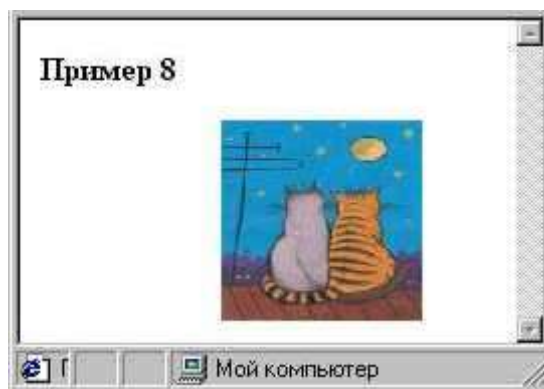 Пример 8
Мой компьютер